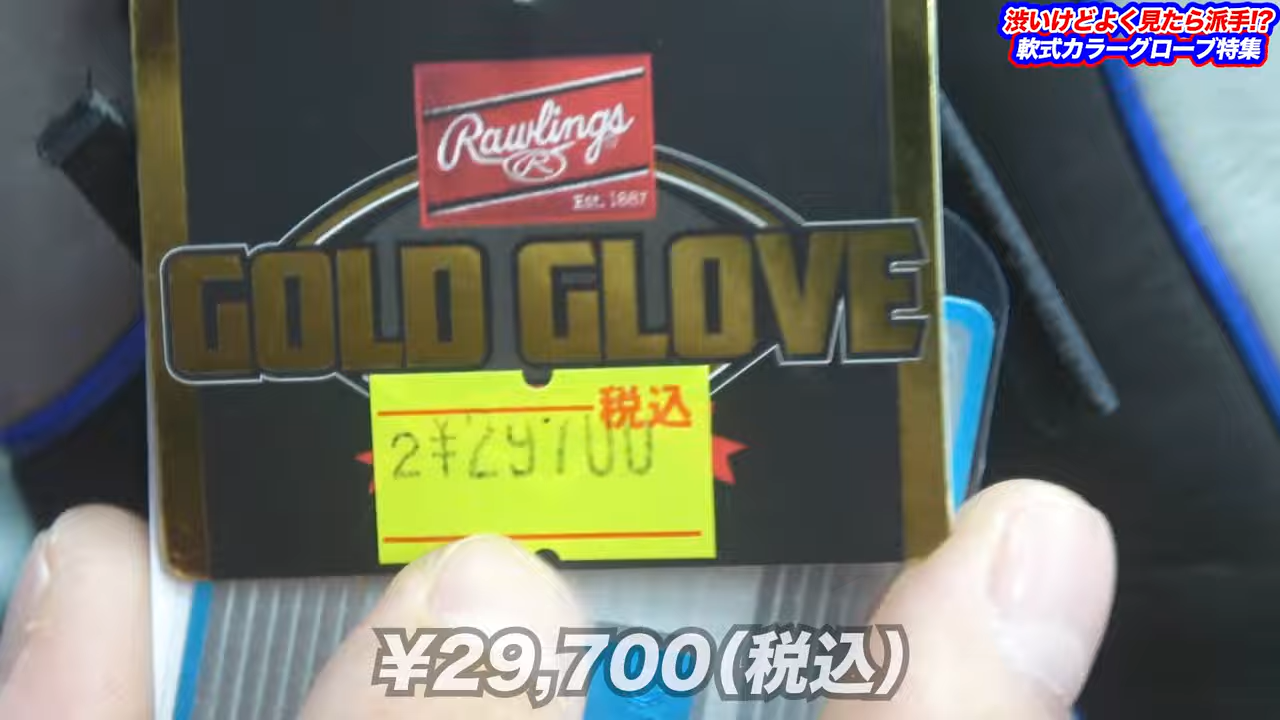 渋いけどよく見たら派手!?
軟式カラーグローブ特集
Rawlings
R
Est. 1887
GOLD GLOVE
税込
2¥29700
¥29,700(税込)